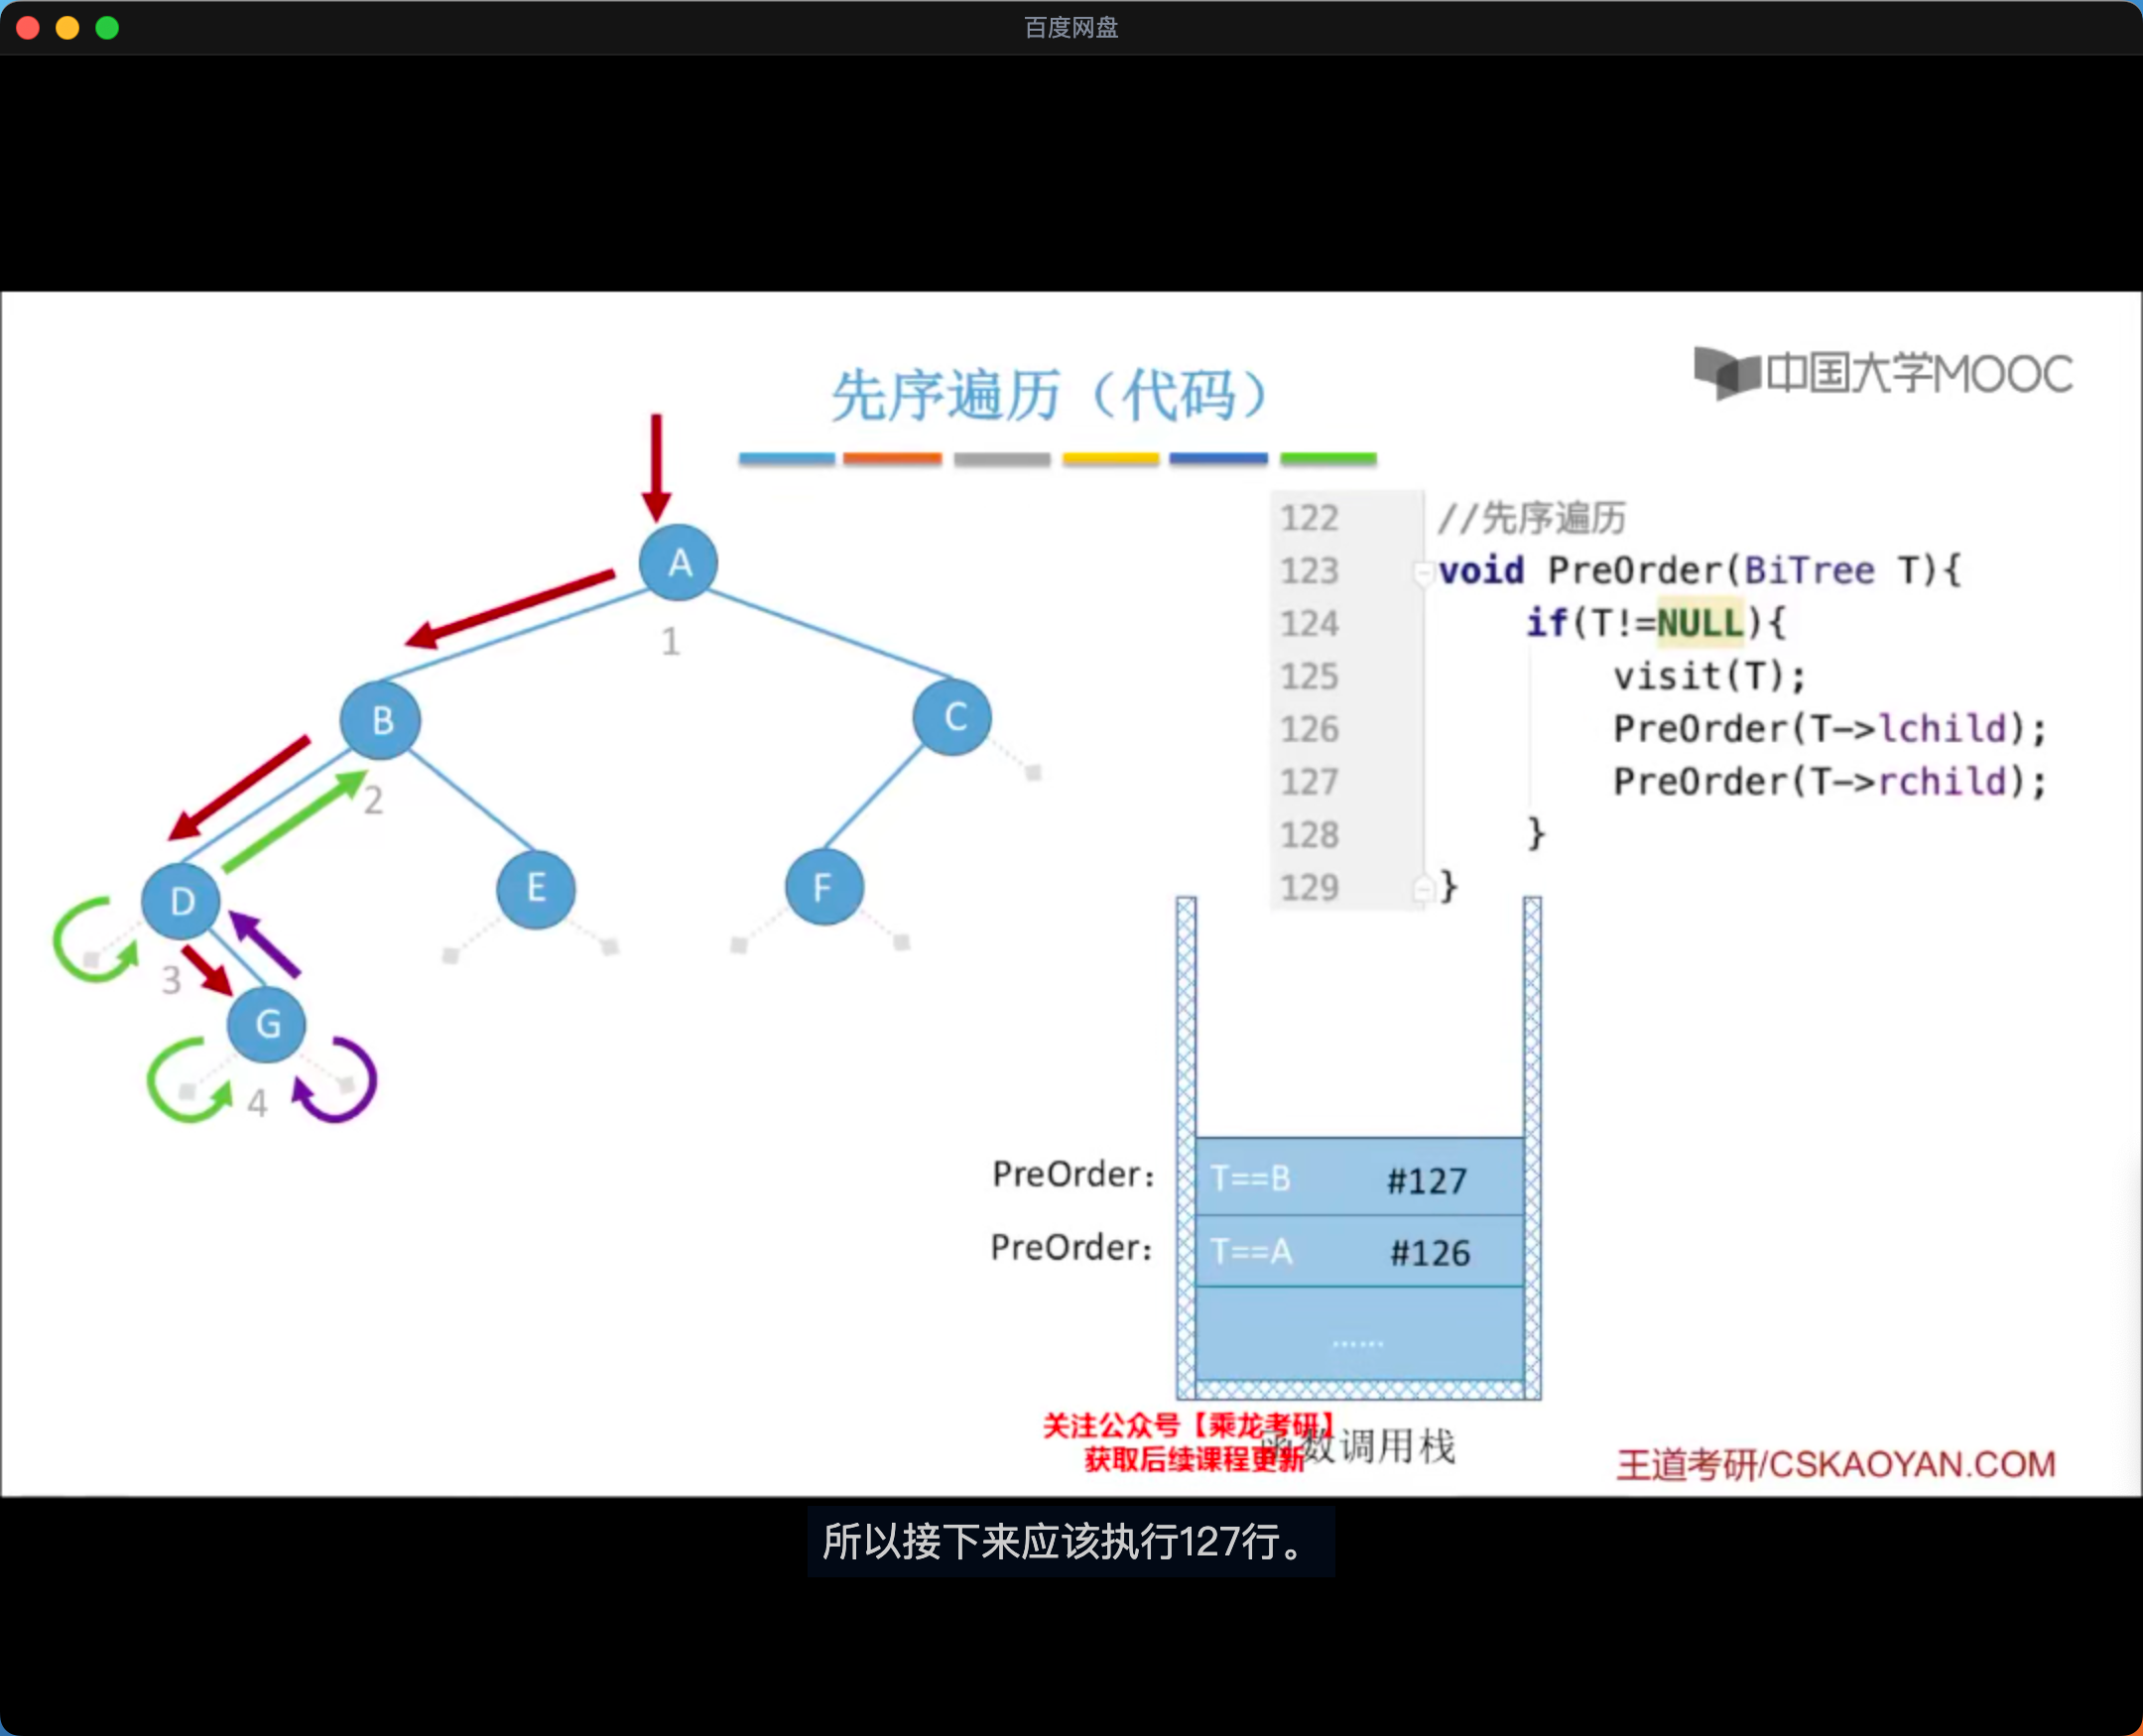 百度网盘
先序遍历（代码）
中国大学MOOC
A
1
B
C
2
D
E
F
3
G
4
122 //先序遍历
123 void PreOrder(BiTree T){
124 if(T!=NULL){
125 visit(T);
126 PreOrder(T->lchild);
127 PreOrder(T->rchild);
128 }
129 }
PreOrder: T==B #127
PreOrder: T==A #126
……
关注公众号【乘龙考研】
获取后续课程更新
函数调用栈
王道考研/CSKAOYAN.COM
所以接下来应该执行127行。